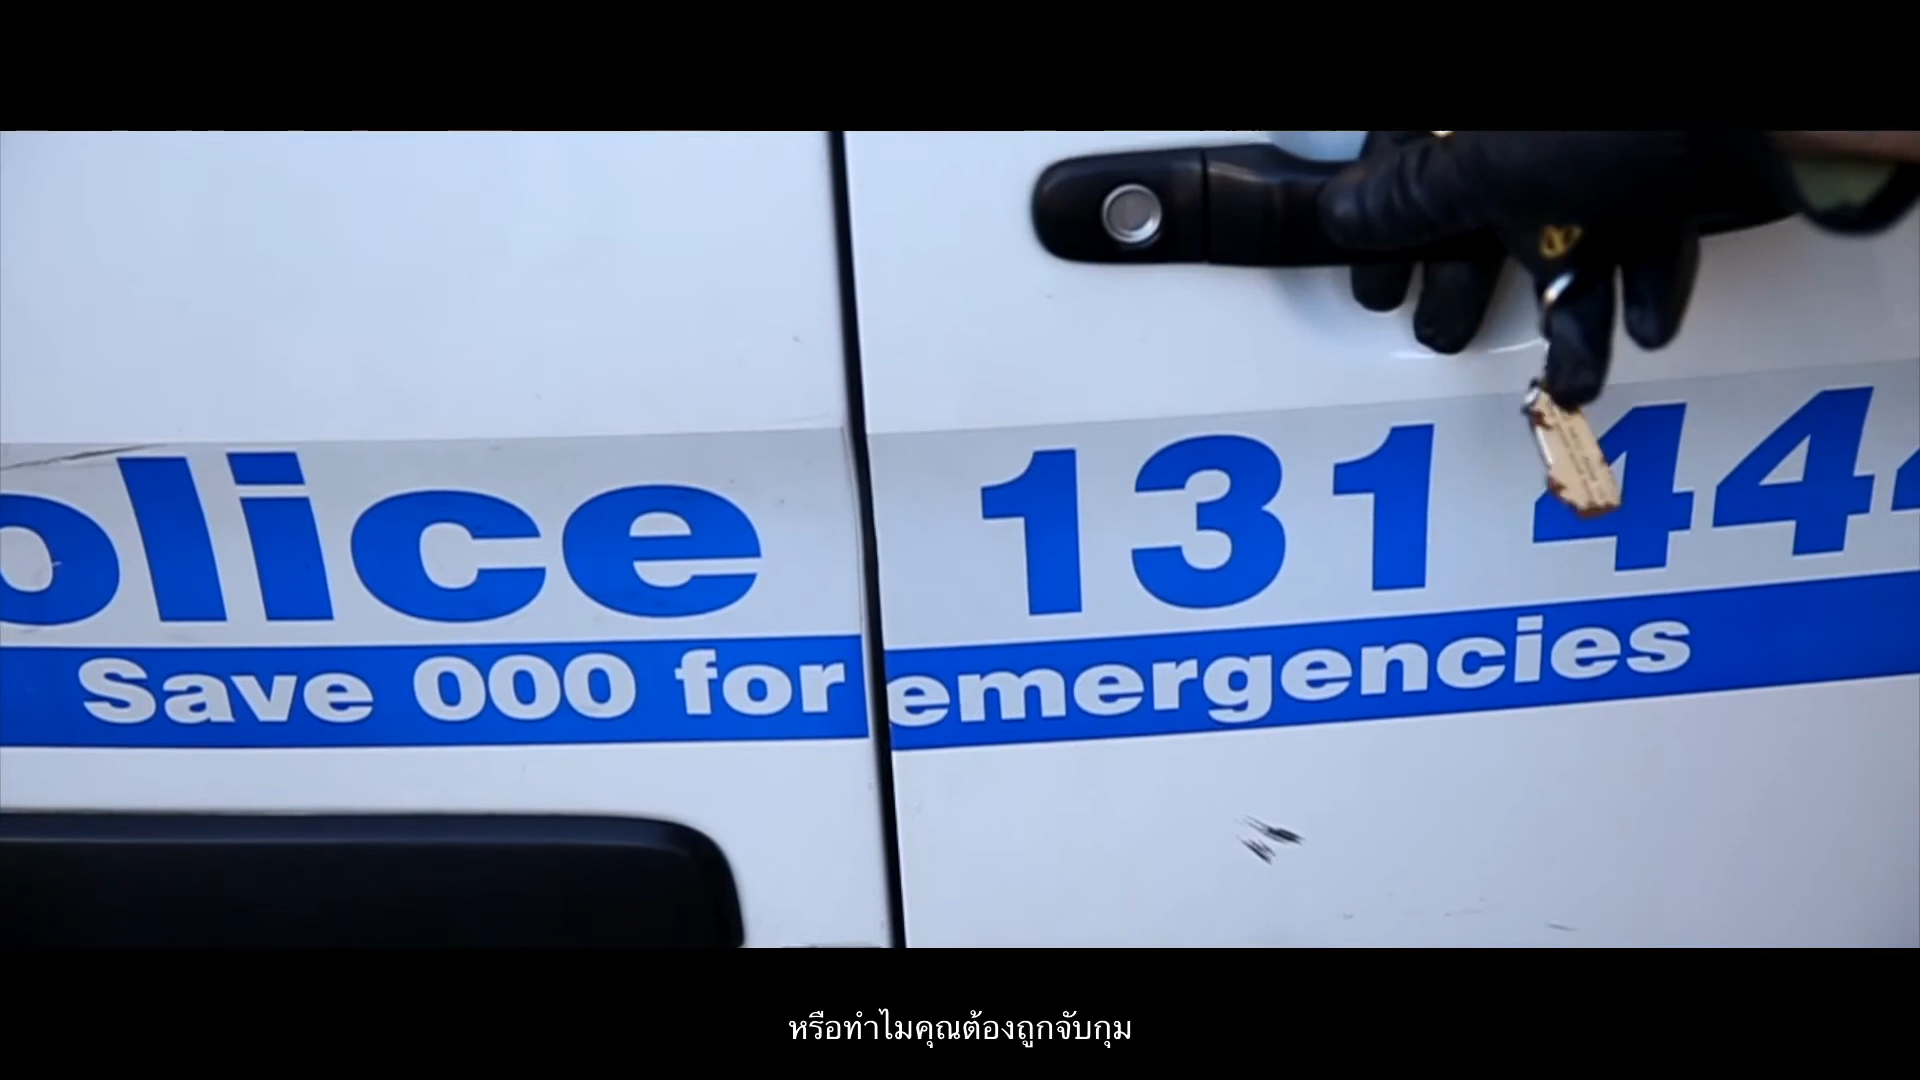 olice 131 444
Save 000 for emergencies
หรือทำไมคุณต้องถูกจับกุม